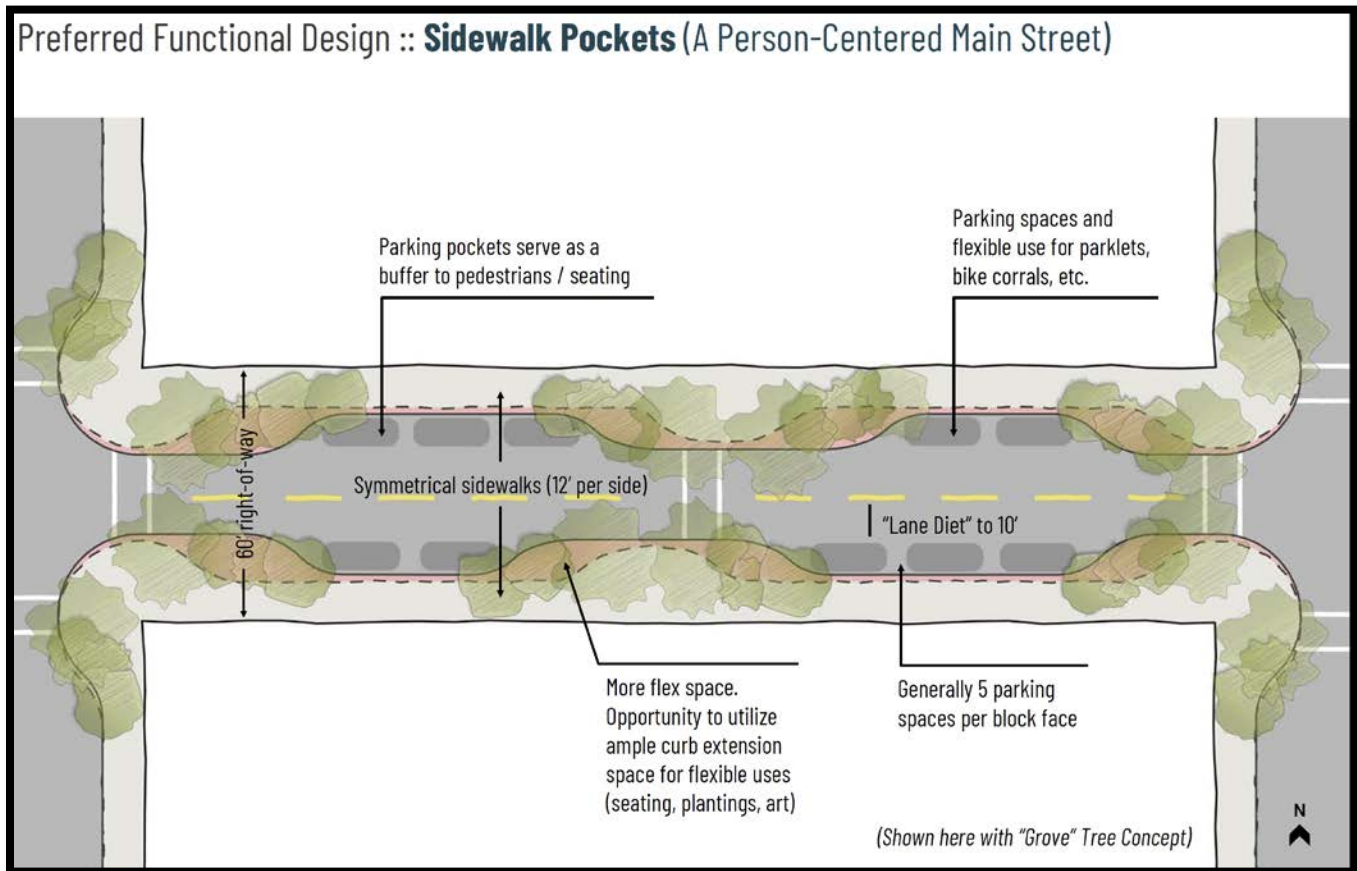 Preferred Functional Design :: Sidewalk Pockets (A Person-Centered Main Street)
Parking pockets serve as a
buffer to pedestrians / seating
Parking spaces and
flexible use for parklets,
bike corrals, etc.
60' right-of-way
Symmetrical sidewalks (12' per side)
"Lane Diet" to 10'
More flex space.
Opportunity to utilize
ample curb extension
space for flexible uses
(seating, plantings, art)
Generally 5 parking
spaces per block face
(Shown here with "Grove" Tree Concept)
N